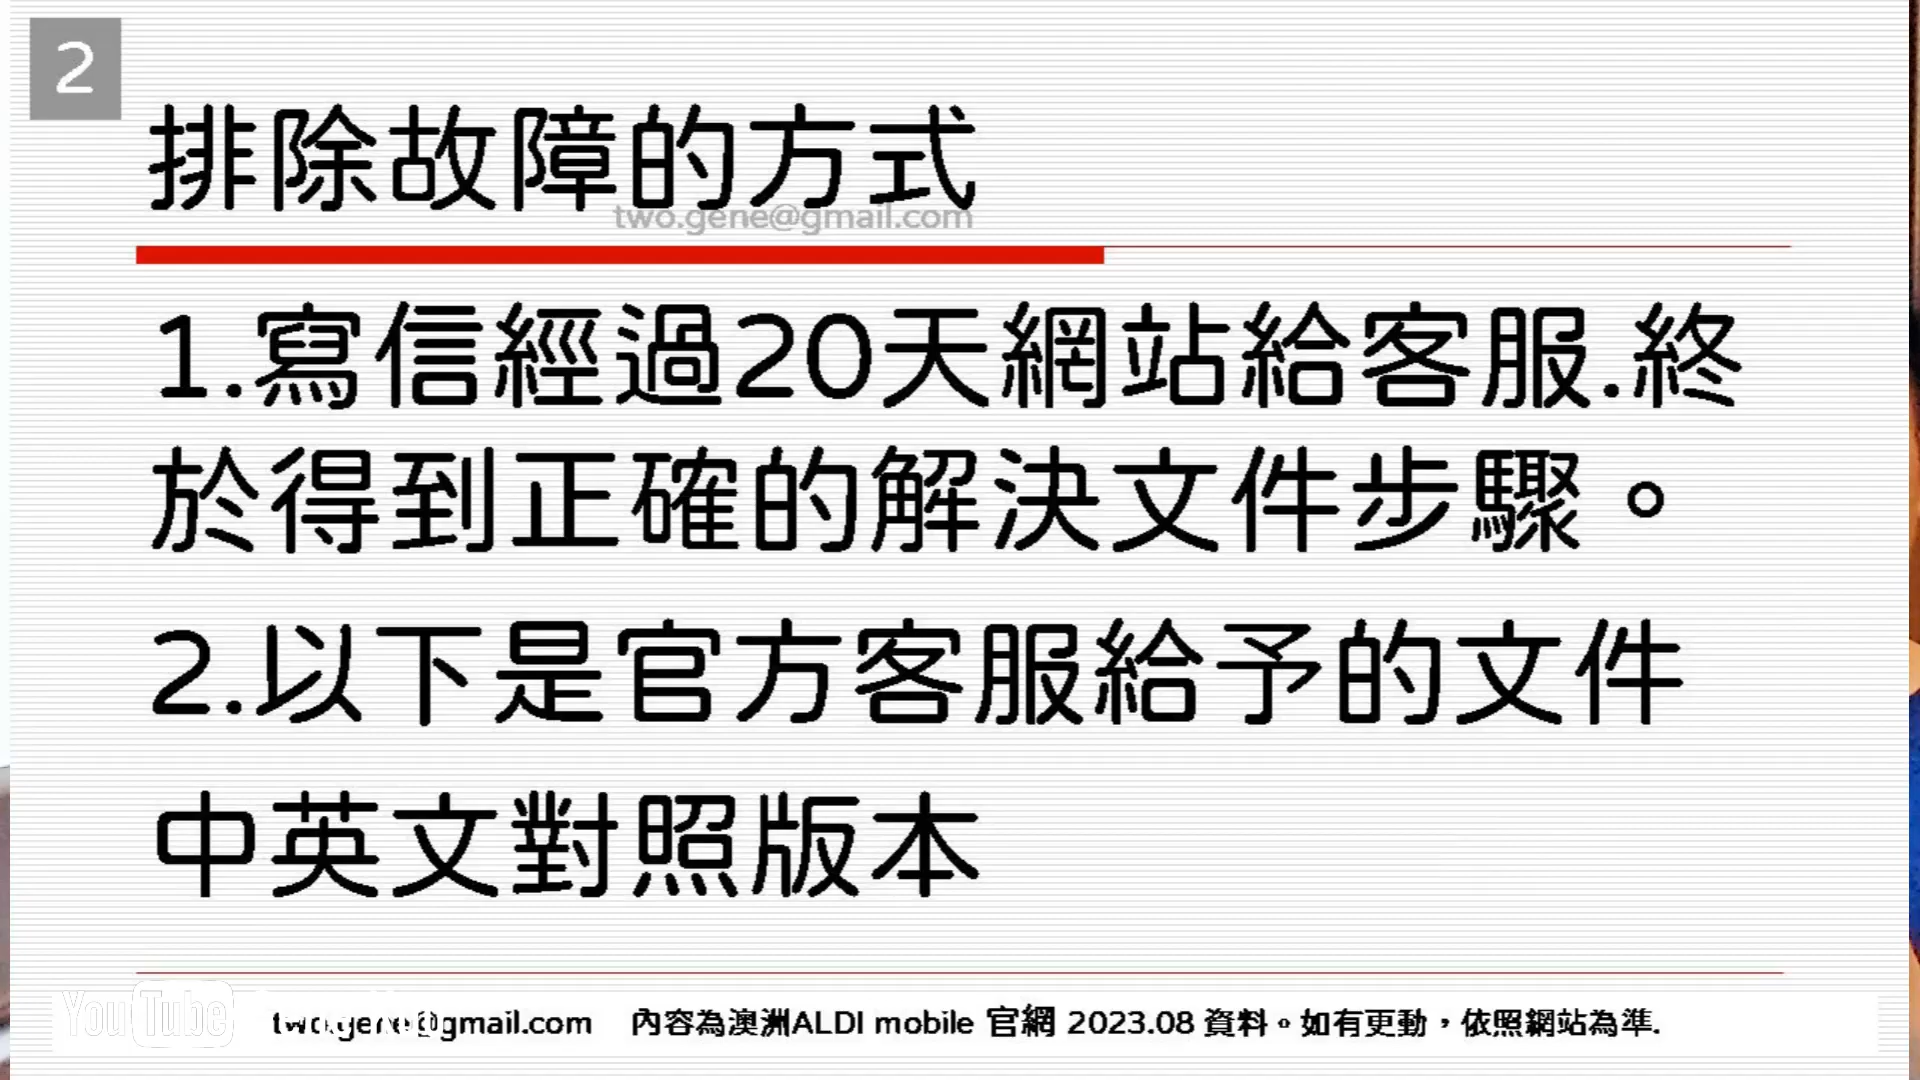 2
排除故障的方式
two.gene@gmail.com
1.寫信經過20天網站給客服.終
於得到正確的解決文件步驟。
2.以下是官方客服給予的文件
中英文對照版本
YouTube
two.gene@gmail.com 內容為澳洲ALDI mobile 官網 2023.08 資料。如有更動，依照網站為準.